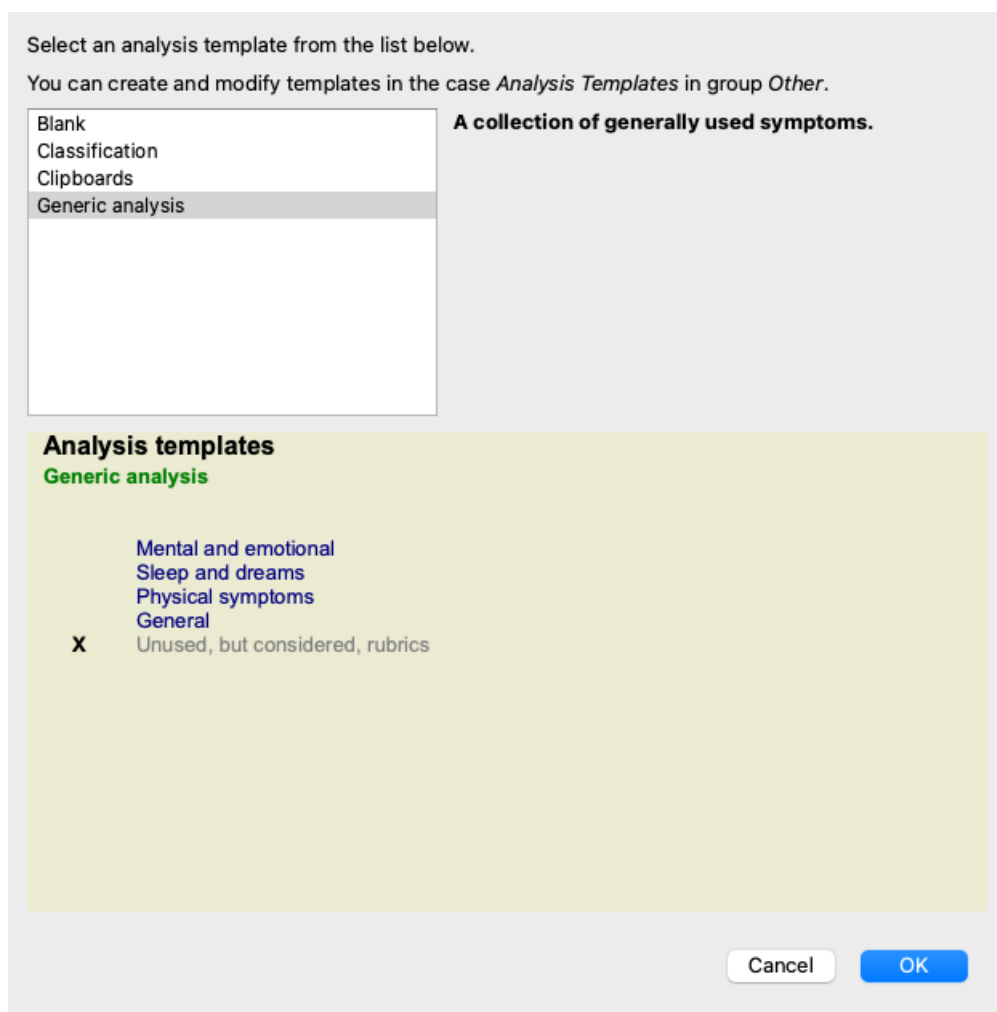 Select an analysis template from the list below.
You can create and modify templates in the case Analysis Templates in group Other.
Blank
Classification
Clipboards
Generic analysis
A collection of generally used symptoms.
Analysis templates
Generic analysis
Mental and emotional
Sleep and dreams
Physical symptoms
General
X Unused, but considered, rubrics
Cancel OK